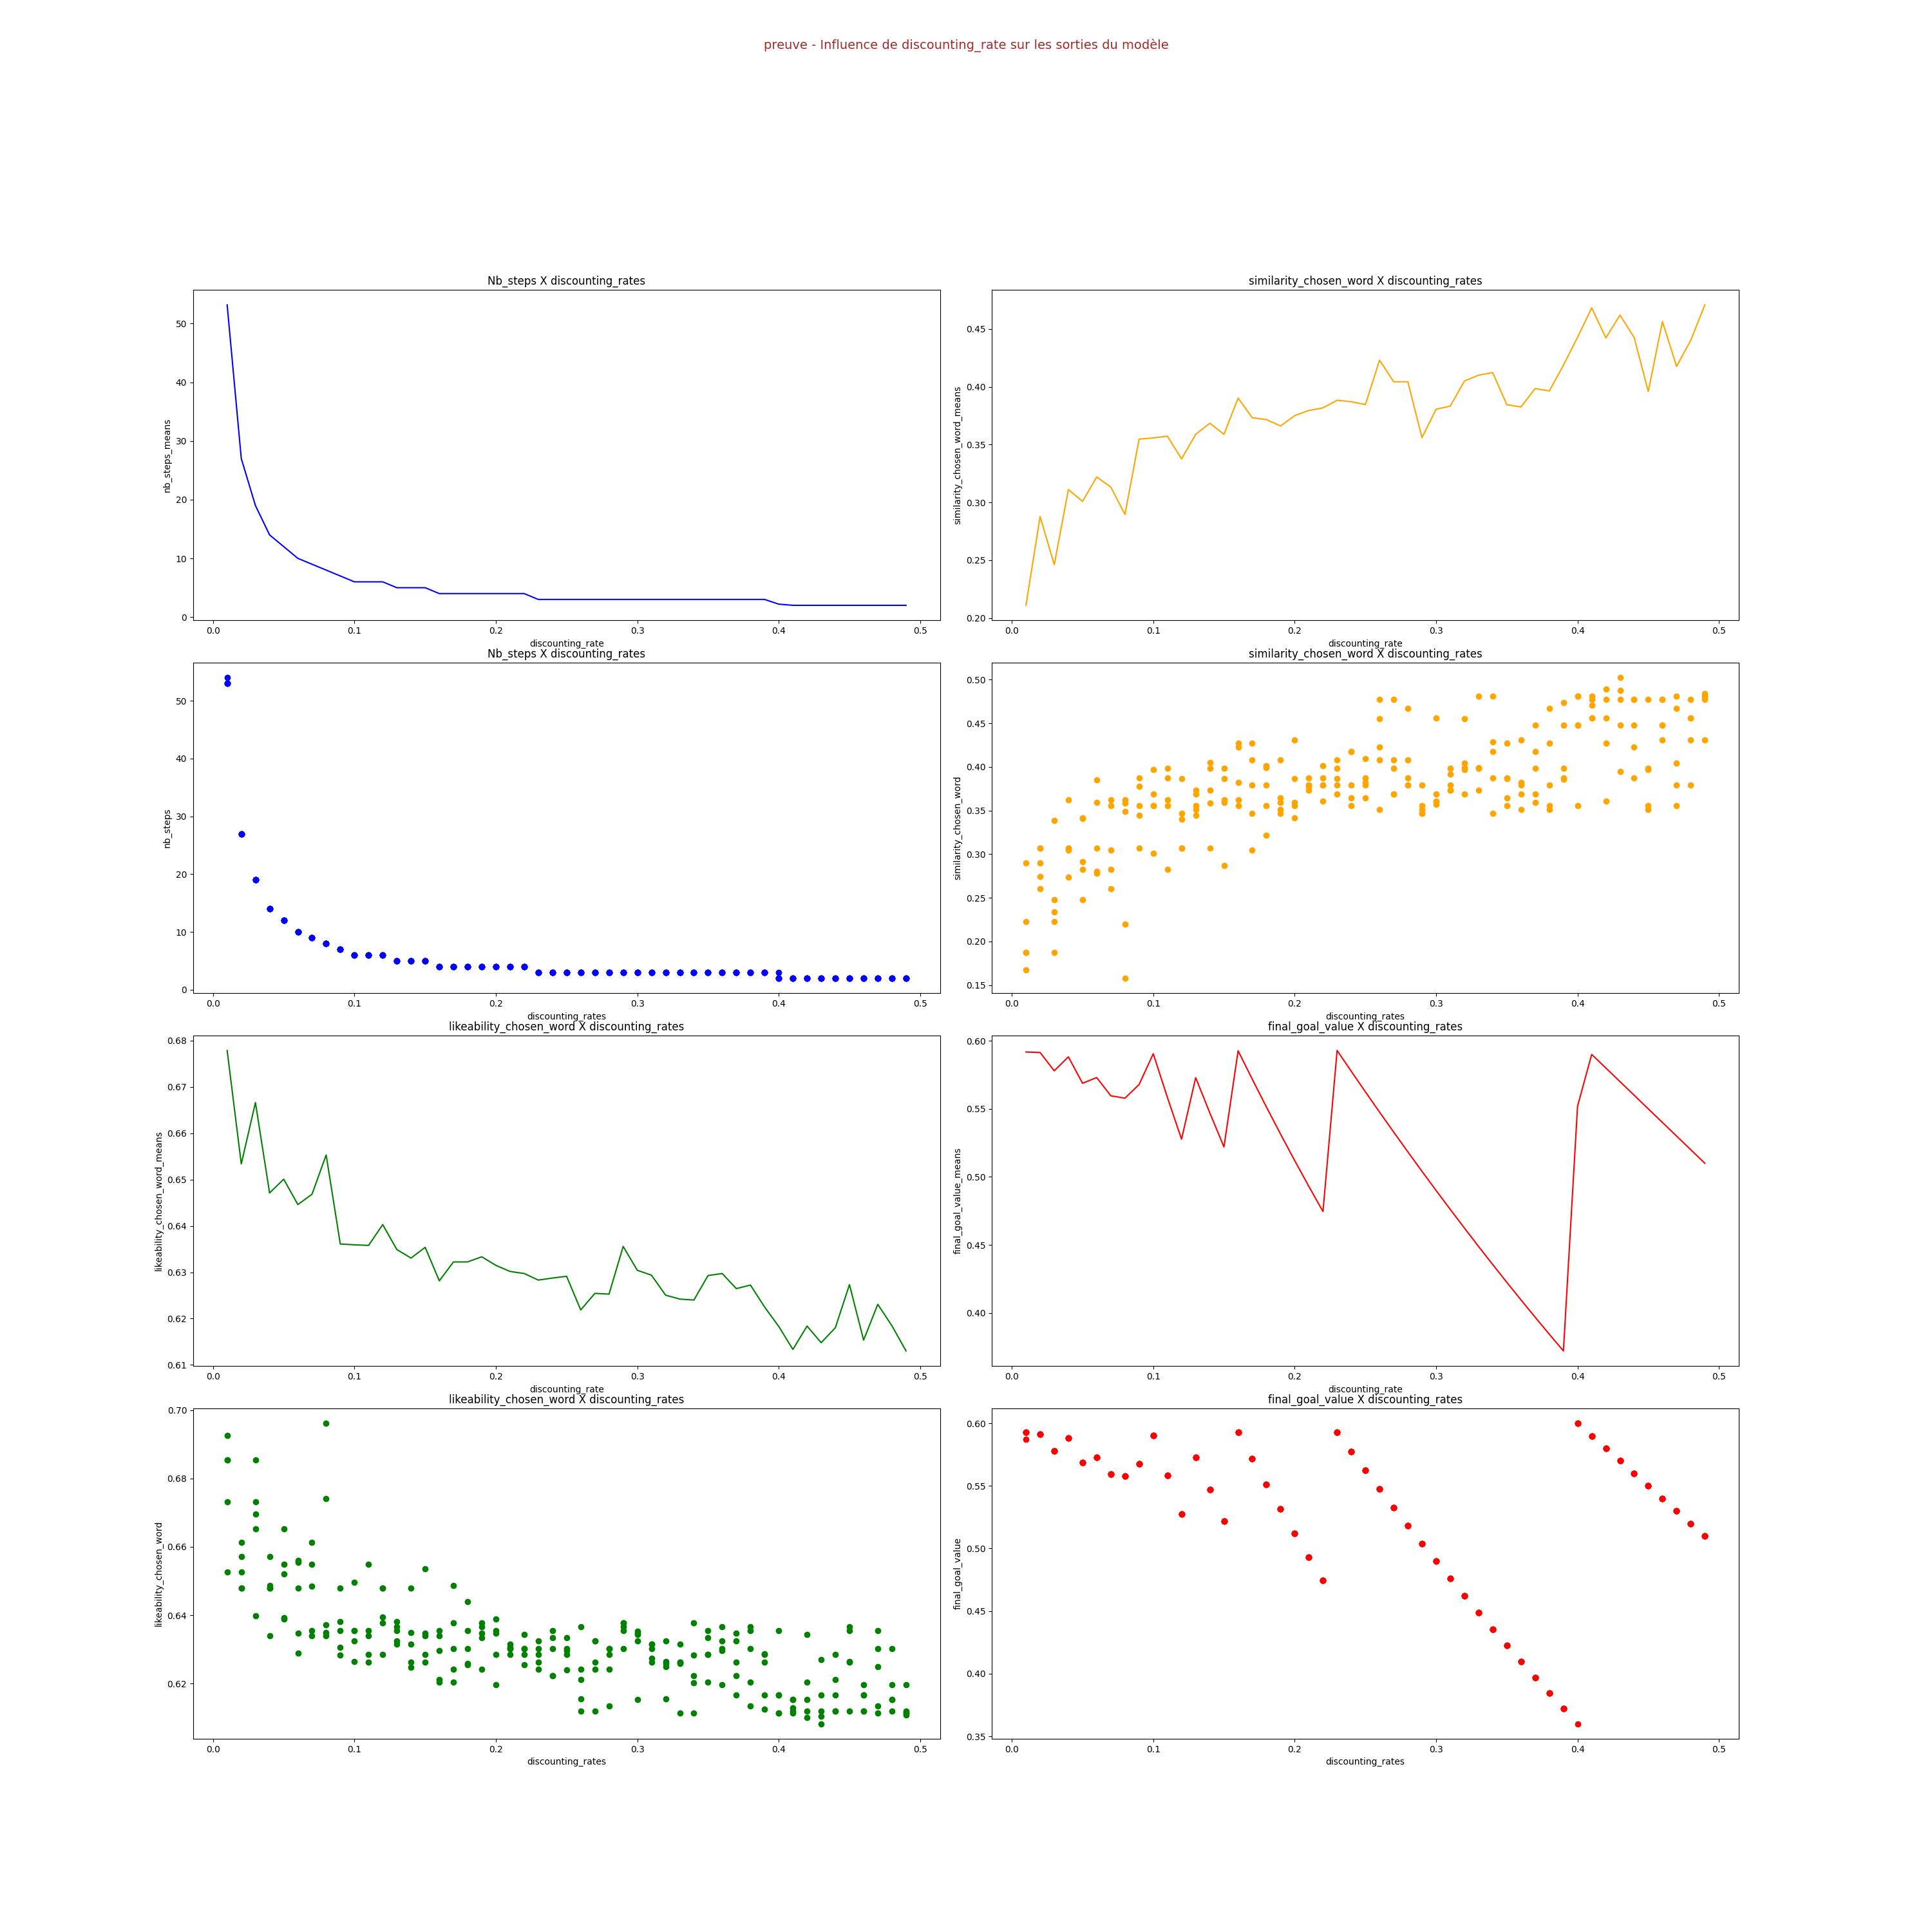 preuve - Influence de discounting_rate sur les sorties du modèle
Nb_steps X discounting_rates
nb_steps_means
50
40
30
20
10
0
0.0 0.1 0.2 0.3 0.4 0.5
discounting_rate
similarity_chosen_word X discounting_rates
similarity_chosen_word_means
0.45
0.40
0.35
0.30
0.25
0.20
0.0 0.1 0.2 0.3 0.4 0.5
discounting_rate
Nb_steps X discounting_rates
nb_steps
50
40
30
20
10
0
0.0 0.1 0.2 0.3 0.4 0.5
discounting_rates
similarity_chosen_word X discounting_rates
similarity_chosen_word
0.50
0.45
0.40
0.35
0.30
0.25
0.20
0.15
0.0 0.1 0.2 0.3 0.4 0.5
discounting_rates
likeability_chosen_word X discounting_rates
likeability_chosen_word_means
0.68
0.67
0.66
0.65
0.64
0.63
0.62
0.61
0.0 0.1 0.2 0.3 0.4 0.5
discounting_rate
final_goal_value X discounting_rates
final_goal_value_means
0.60
0.55
0.50
0.45
0.40
0.0 0.1 0.2 0.3 0.4 0.5
discounting_rate
likeability_chosen_word X discounting_rates
likeability_chosen_word
0.70
0.68
0.66
0.64
0.62
0.0 0.1 0.2 0.3 0.4 0.5
discounting_rates
final_goal_value X discounting_rates
final_goal_value
0.60
0.55
0.50
0.45
0.40
0.35
0.0 0.1 0.2 0.3 0.4 0.5
discounting_rates